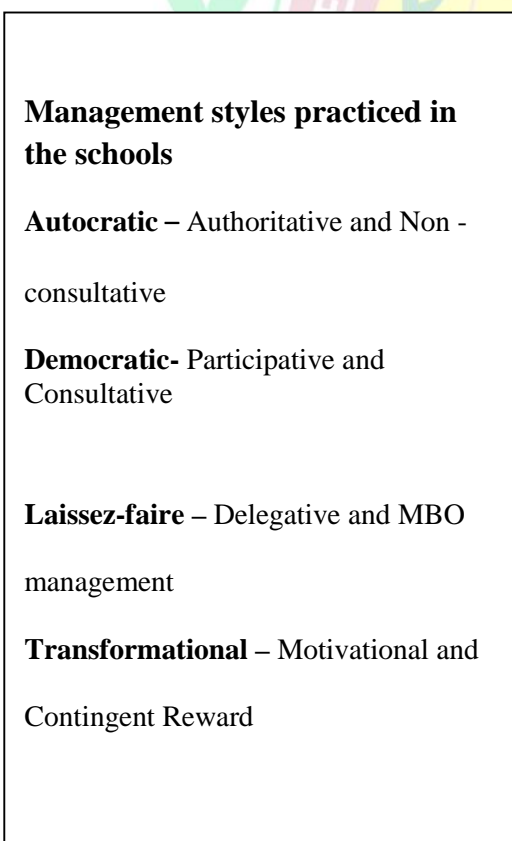 Management styles practiced in
the schools
Autocratic – Authoritative and Non -
consultative
Democratic- Participative and
Consultative
Laissez-faire – Delegative and MBO
management
Transformational – Motivational and
Contingent Reward